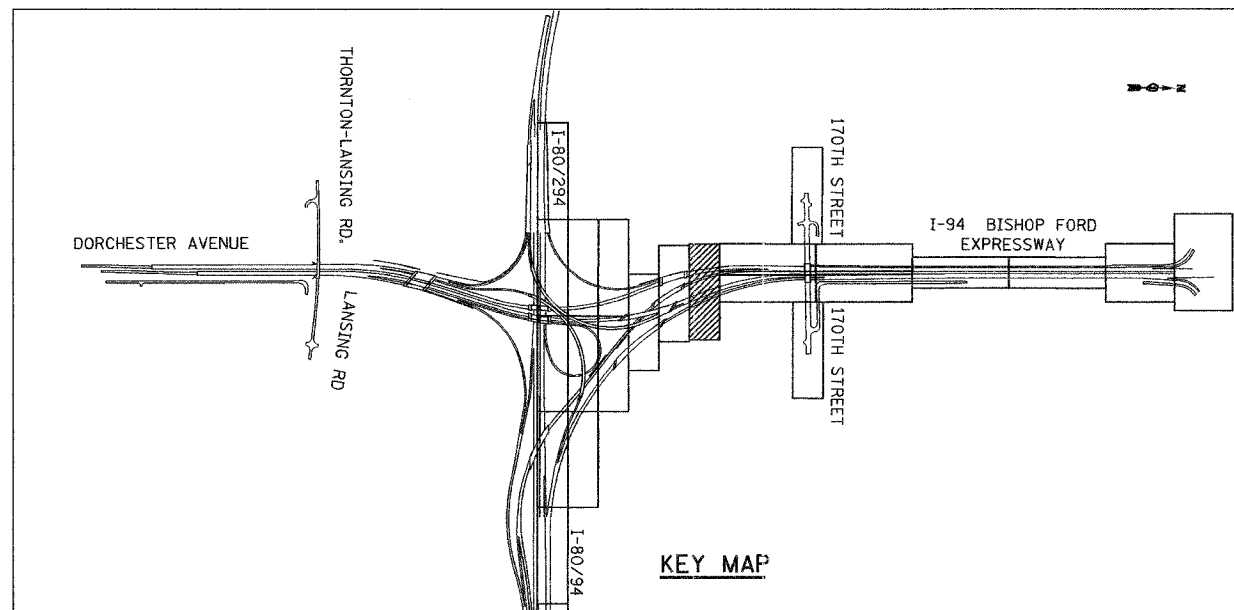 THORNTON-LANSING RD.
I-80/294
170TH STREET
N
DORCHESTER AVENUE
I-94 BISHOP FORD
EXPRESSWAY
LANSING RD
170TH STREET
I-80/94
KEY MAP